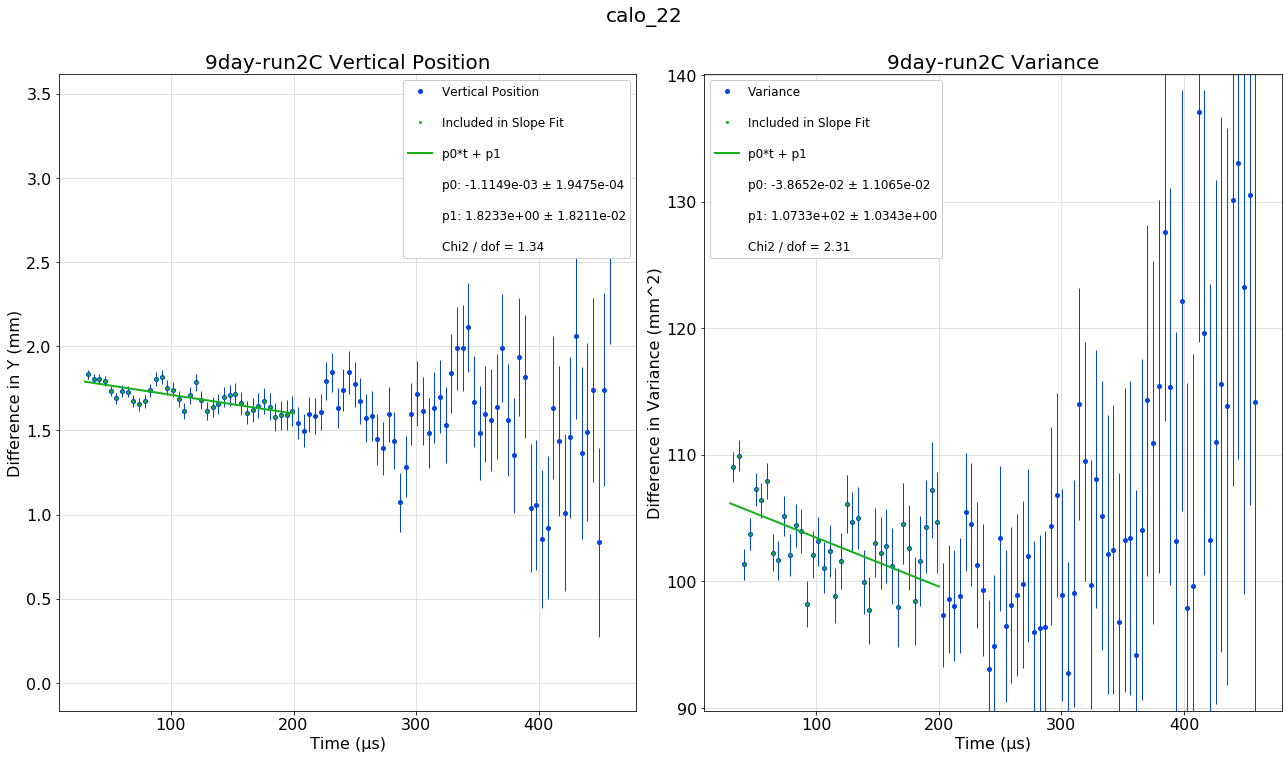 calo_22
9day-run2C Vertical Position
Difference in Y (mm)
3.5
3.0
2.5
2.0
1.5
1.0
0.5
0.0
100
200
300
400
Time (µs)
Vertical Position
Included in Slope Fit
p0*t + p1
p0: -1.1149e-03 ± 1.9475e-04
p1: 1.8233e+00 ± 1.8211e-02
Chi2 / dof = 1.34
9day-run2C Variance
Difference in Variance (mm^2)
140
130
120
110
100
90
100
200
300
400
Time (µs)
Variance
Included in Slope Fit
p0*t + p1
p0: -3.8652e-02 ± 1.1065e-02
p1: 1.0733e+02 ± 1.0343e+00
Chi2 / dof = 2.31